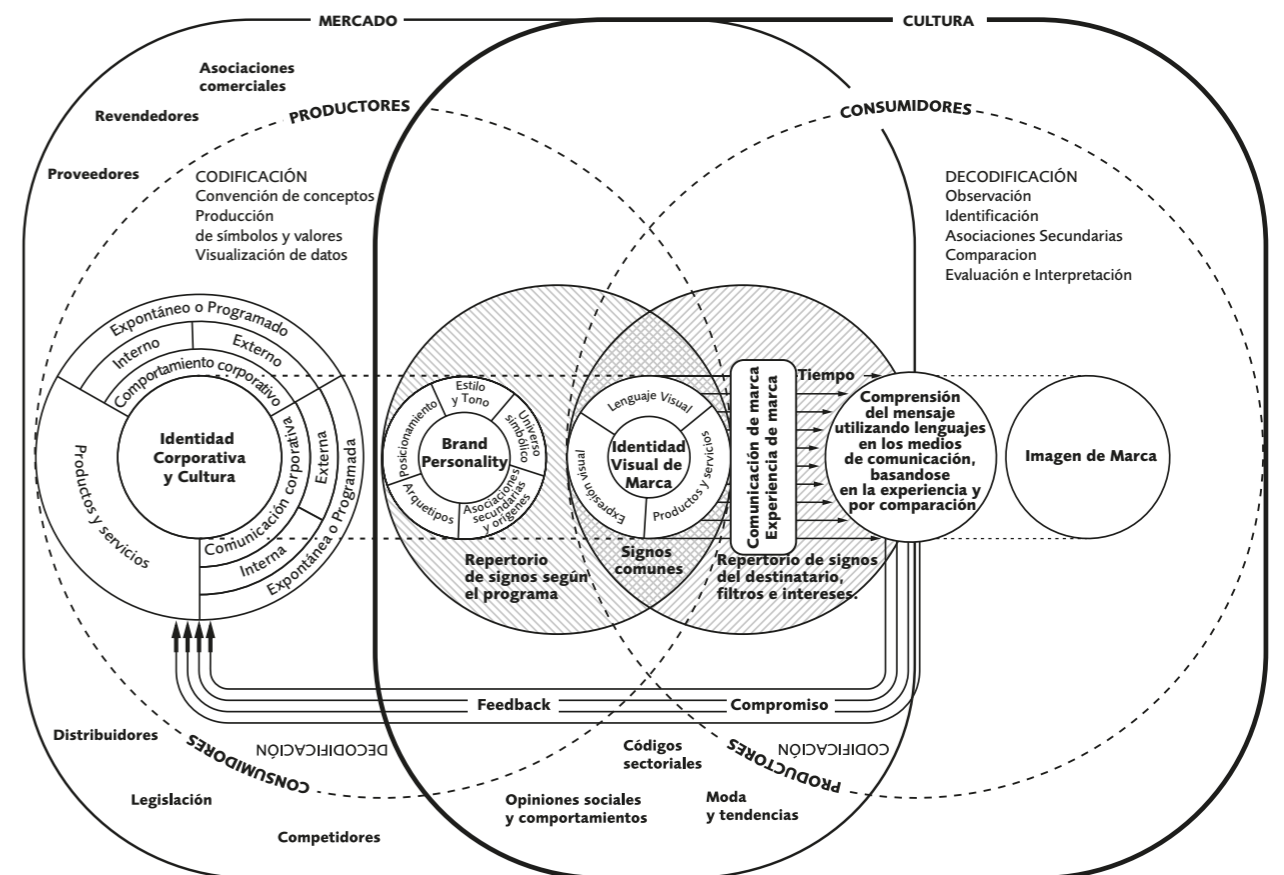 MERCADO
CULTURA
Asociaciones
comerciales
Revendedores
Proveedores
PRODUCTORES
CONSUMIDORES
CODIFICACIÓN
Convención de conceptos
Producción
de símbolos y valores
Visualización de datos
DECODIFICACIÓN
Observación
Identificación
Asociaciones Secundarias
Comparacion
Evaluación e Interpretación
Expontáneo o Programado
Interno
Externo
Comportamiento corporativo
Identidad
Corporativa
y Cultura
Productos y servicios
Comunicación corporativa
Interna
Externa
Expontánea o Programada
Estilo
y Tono
Posicionamiento
Universo
simbólico
Brand
Personality
Arquetipos
Asociaciones
secundarias
y orígenes
Repertorio
de signos según
el programa
Lenguaje Visual
Identidad
Visual de
Marca
Expresión visual
Productos y servicios
Signos
comunes
Comunicación de marca
Experiencia de marca
Tiempo
Repertorio de signos
del destinatario,
filtros e intereses.
Comprensión
del mensaje
utilizando lenguajes
en los medios
de comunicación,
basandose
en la experiencia y
por comparación
Imagen de Marca
Feedback
Compromiso
Distribuidores
CONSUMIDORES
DECODIFICACIÓN
Legislación
Competidores
Códigos
sectoriales
CODIFICACIÓN
PRODUCTORES
Opiniones sociales
y comportamientos
Moda
y tendencias